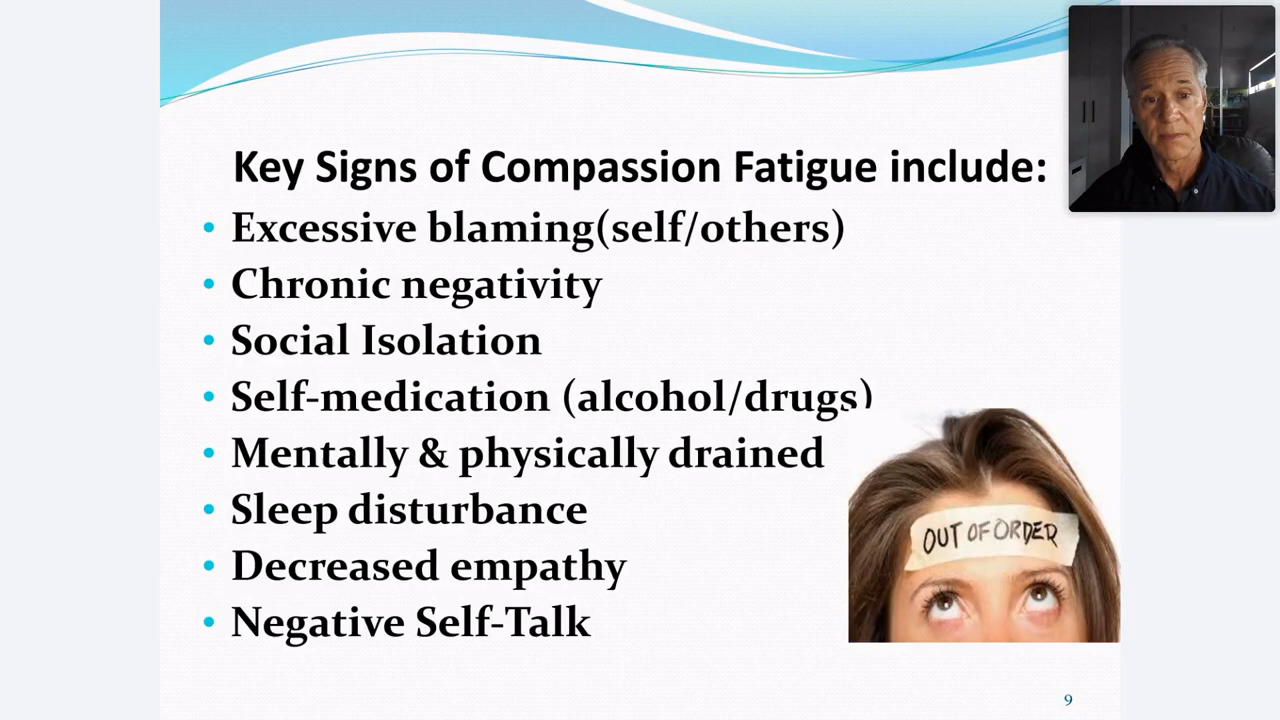 Key Signs of Compassion Fatigue include:
• Excessive blaming(self/others)
• Chronic negativity
• Social Isolation
• Self-medication (alcohol/drugs)
• Mentally & physically drained
• Sleep disturbance
• Decreased empathy
• Negative Self-Talk
OUT OF ORDER
9